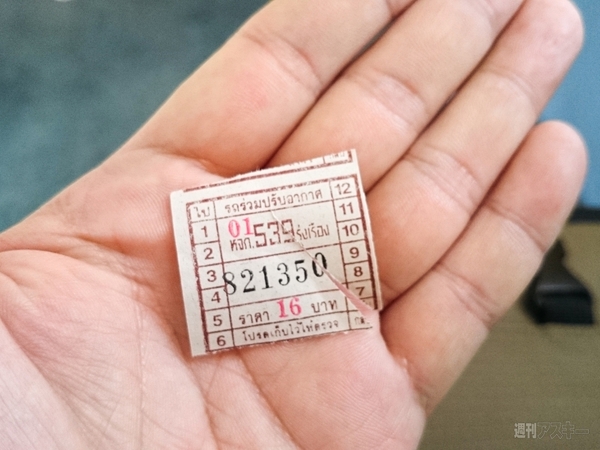 ไป รถร่วมปรับอากาศ 12
1 01 11
2 หจก.539รุ่งเรือง 10
3 821350 9
4 8
5 ราคา 16 บาท 7
6 โปรดเก็บไว้ให้ตรวจ
週刊アスキー